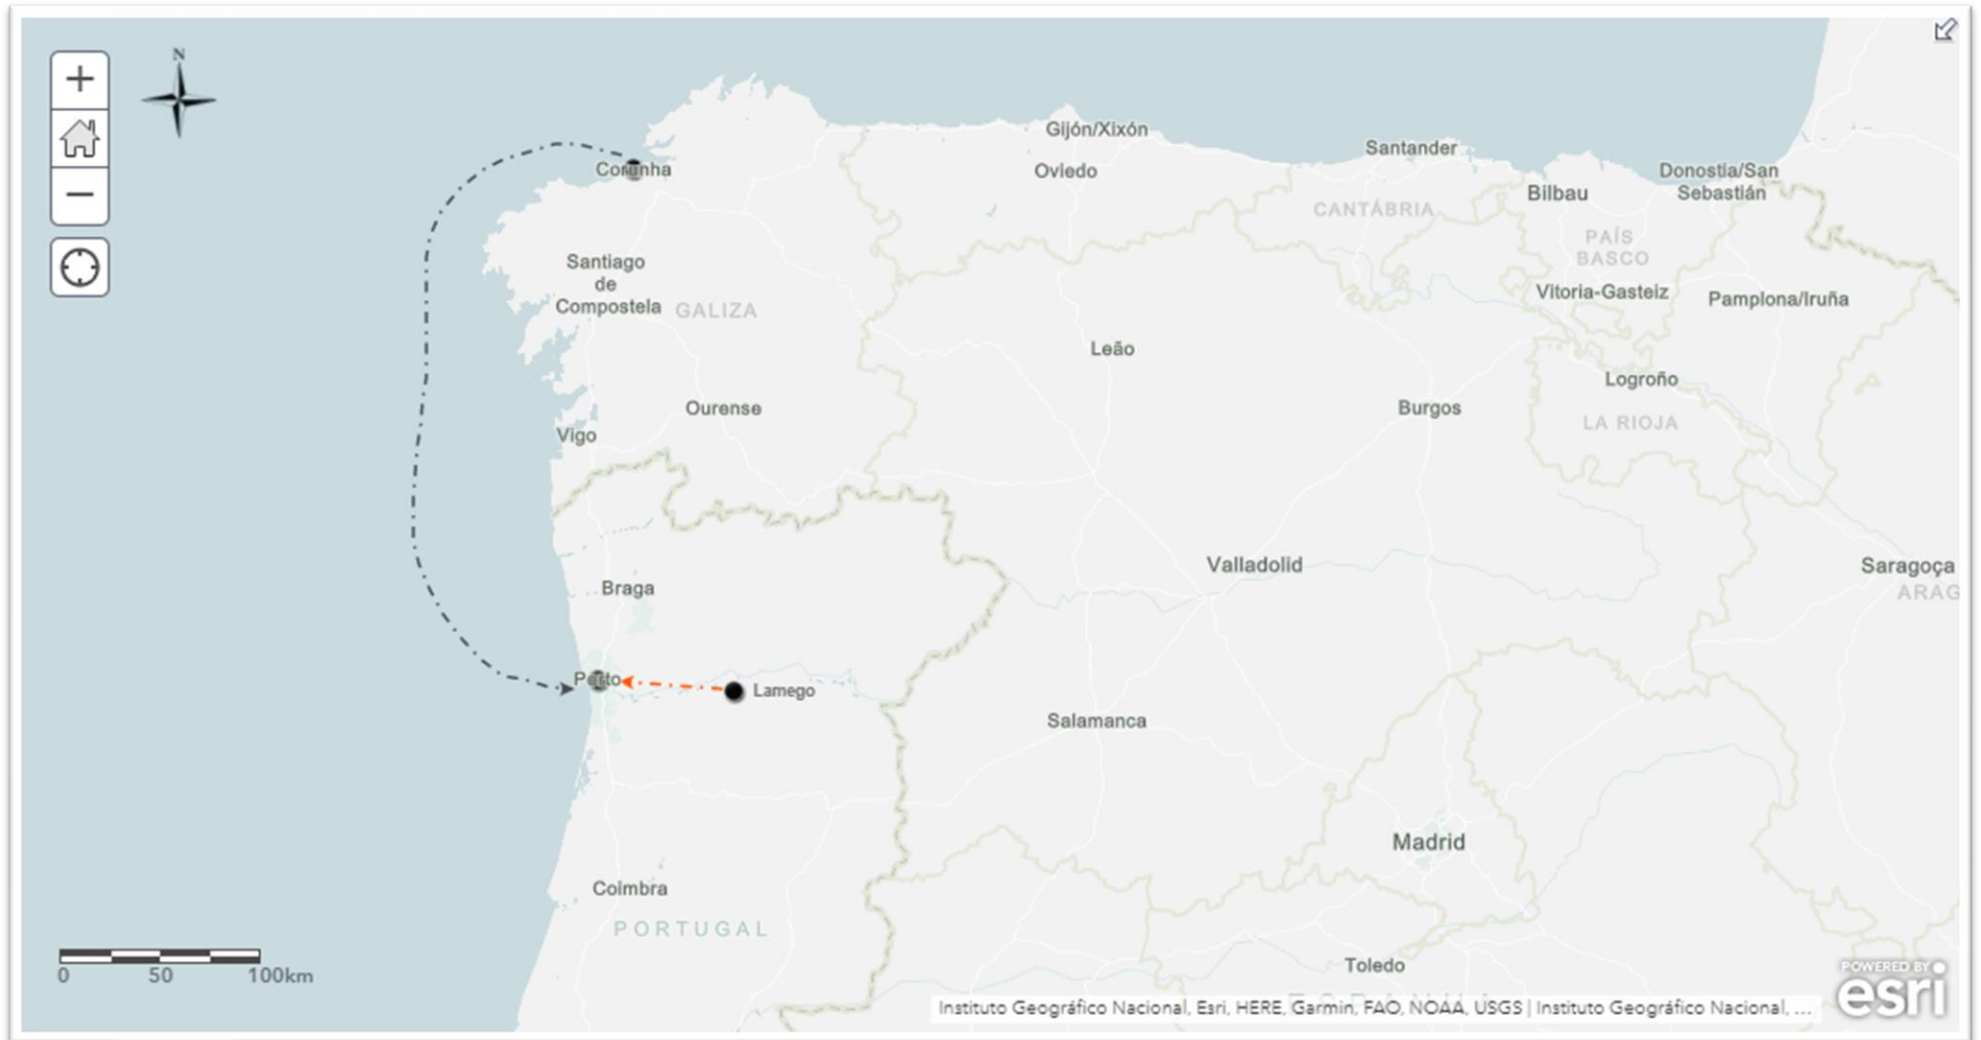 +
N
−
Corunha
Gijón/Xixón
Oviedo
Santander
Donostia/San
Sebastián
Bilbau
CANTÁBRIA
PAÍS
BASCO
Santiago
de
Compostela
GALIZA
Vitoria-Gasteiz
Pamplona/Iruña
Leão
Logroño
Ourense
Burgos
LA RIOJA
Vigo
Valladolid
Saragoça
ARAG
Braga
Porto
Lamego
Salamanca
Madrid
Coimbra
PORTUGAL
Toledo
0 50 100km
POWERED BY
esri
Instituto Geográfico Nacional, Esri, HERE, Garmin, FAO, NOAA, USGS | Instituto Geográfico Nacional, ...